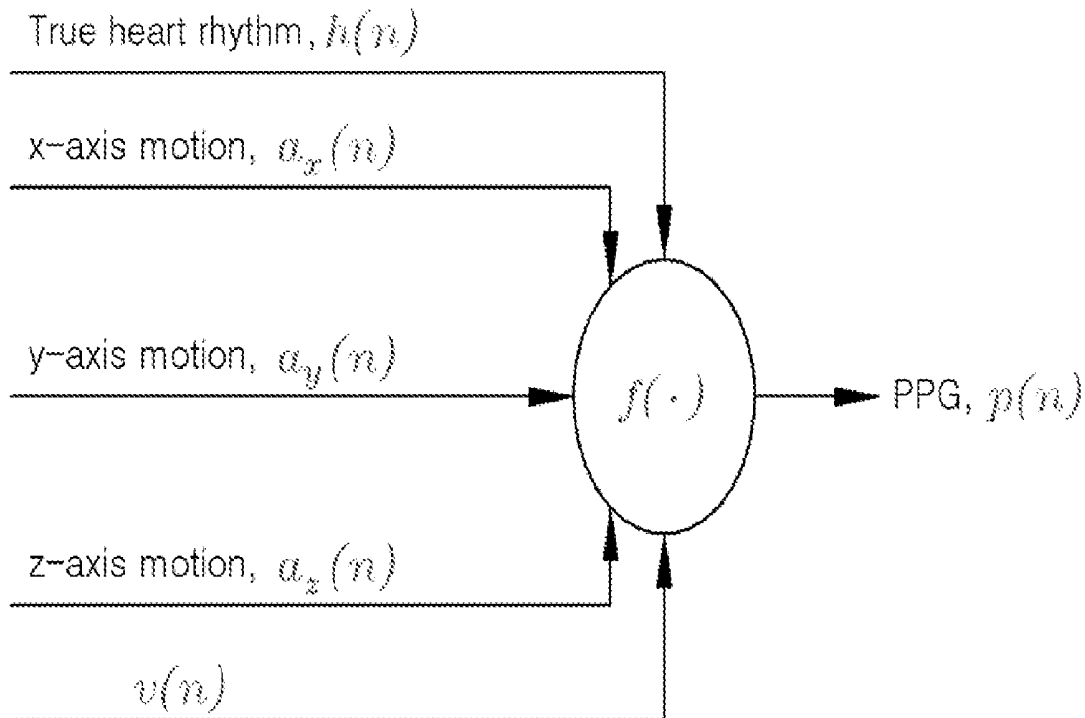 True heart rhythm, h(n)
x-axis motion, a_x(n)
y-axis motion, a_y(n)
f(·)
PPG, p(n)
z-axis motion, a_z(n)
v(n)